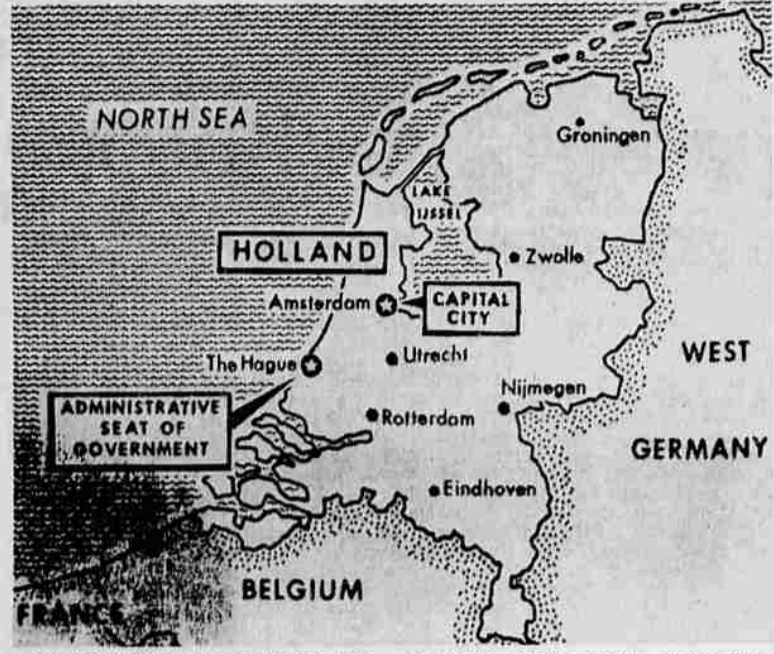 NORTH SEA
Groningen
LAKE
IJSSEL
HOLLAND
Zwolle
Amsterdam
CAPITAL
CITY
The Hague
Utrecht
WEST
GERMANY
ADMINISTRATIVE
SEAT OF
GOVERNMENT
Nijmegen
Rotterdam
Eindhoven
BELGIUM
FRANCE